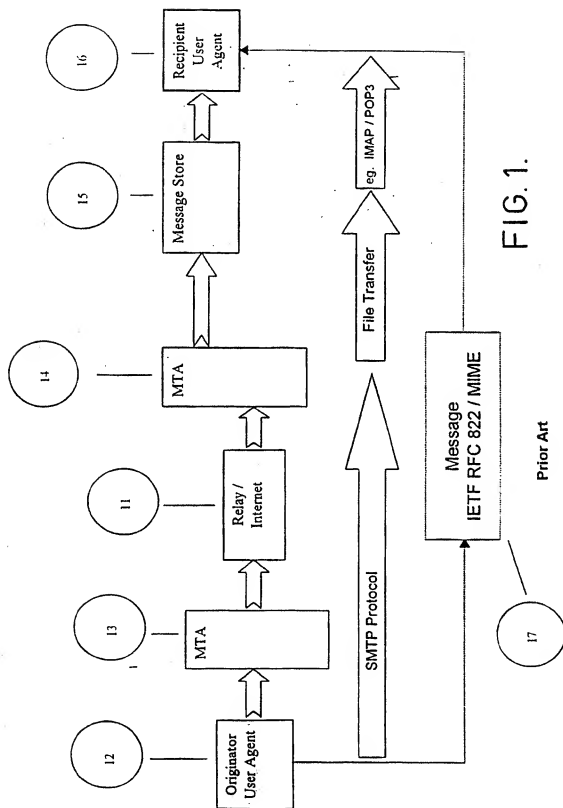 12
13
11
14
15
16
Originator
User Agent
MTA
Relay /
Internet
MTA
Message Store
Recipient
User
Agent
SMTP Protocol
File Transfer
eg. IMAP / POP3
Message
IETF RFC 822 / MIME
17
Prior Art
FIG. 1.